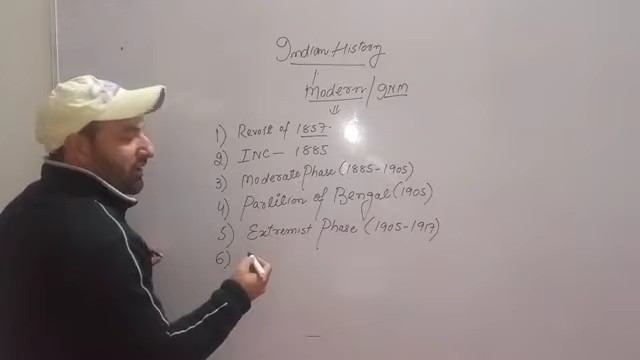 Indian History
Modern/INM
1) Revolt of 1857.
2) INC - 1885
3) Moderate Phase (1885-1905)
4) Partition of Bengal (1905)
5) Extremist Phase (1905-1917)
6)